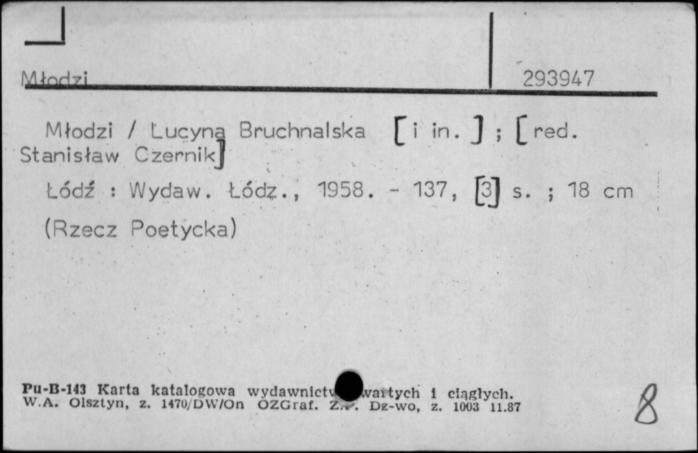 Młodzi 293947
Młodzi / Lucyna Bruchnalska [i in.] ; [red.
Stanisław Czernik]
Łódź : Wydaw. Łódz., 1958. - 137, [3] s. ; 18 cm
(Rzecz Poetycka)
Pu-B-143 Karta katalogowa wydawnictw zwartych i ciągłych.
W.A. Olsztyn, z. 1470/DW/On OZGraf. Z.P. Dz-wo, z. 1003 11.87
8